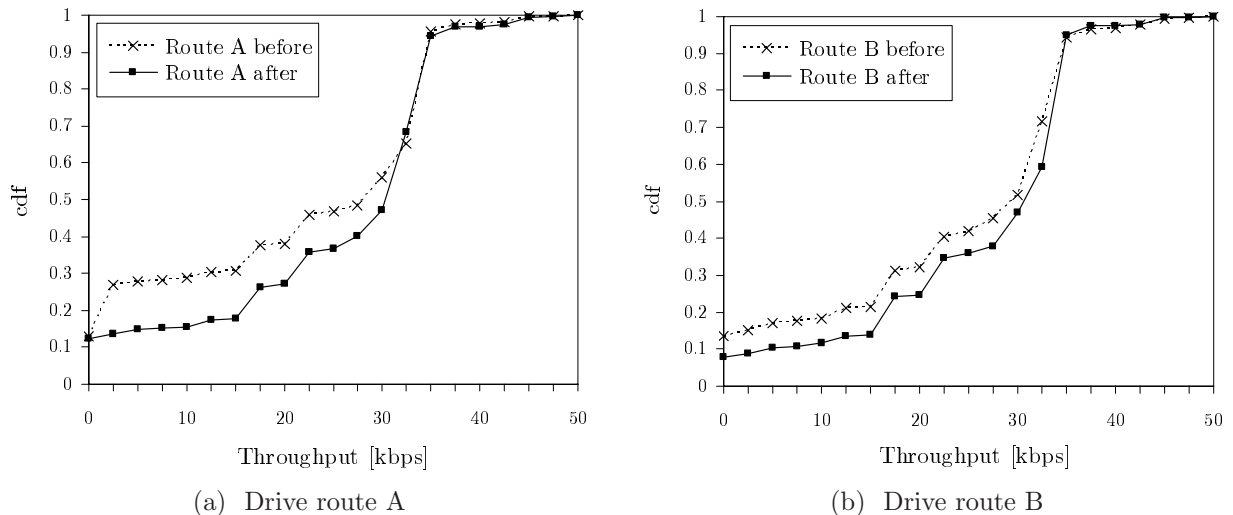 1
0.9
0.8
0.7
0.6
0.5
0.4
0.3
0.2
0.1
0
cdf
Route A before
Route A after
0 10 20 30 40 50
Throughput [kbps]
(a) Drive route A
1
0.9
0.8
0.7
0.6
0.5
0.4
0.3
0.2
0.1
0
cdf
Route B before
Route B after
0 10 20 30 40 50
Throughput [kbps]
(b) Drive route B